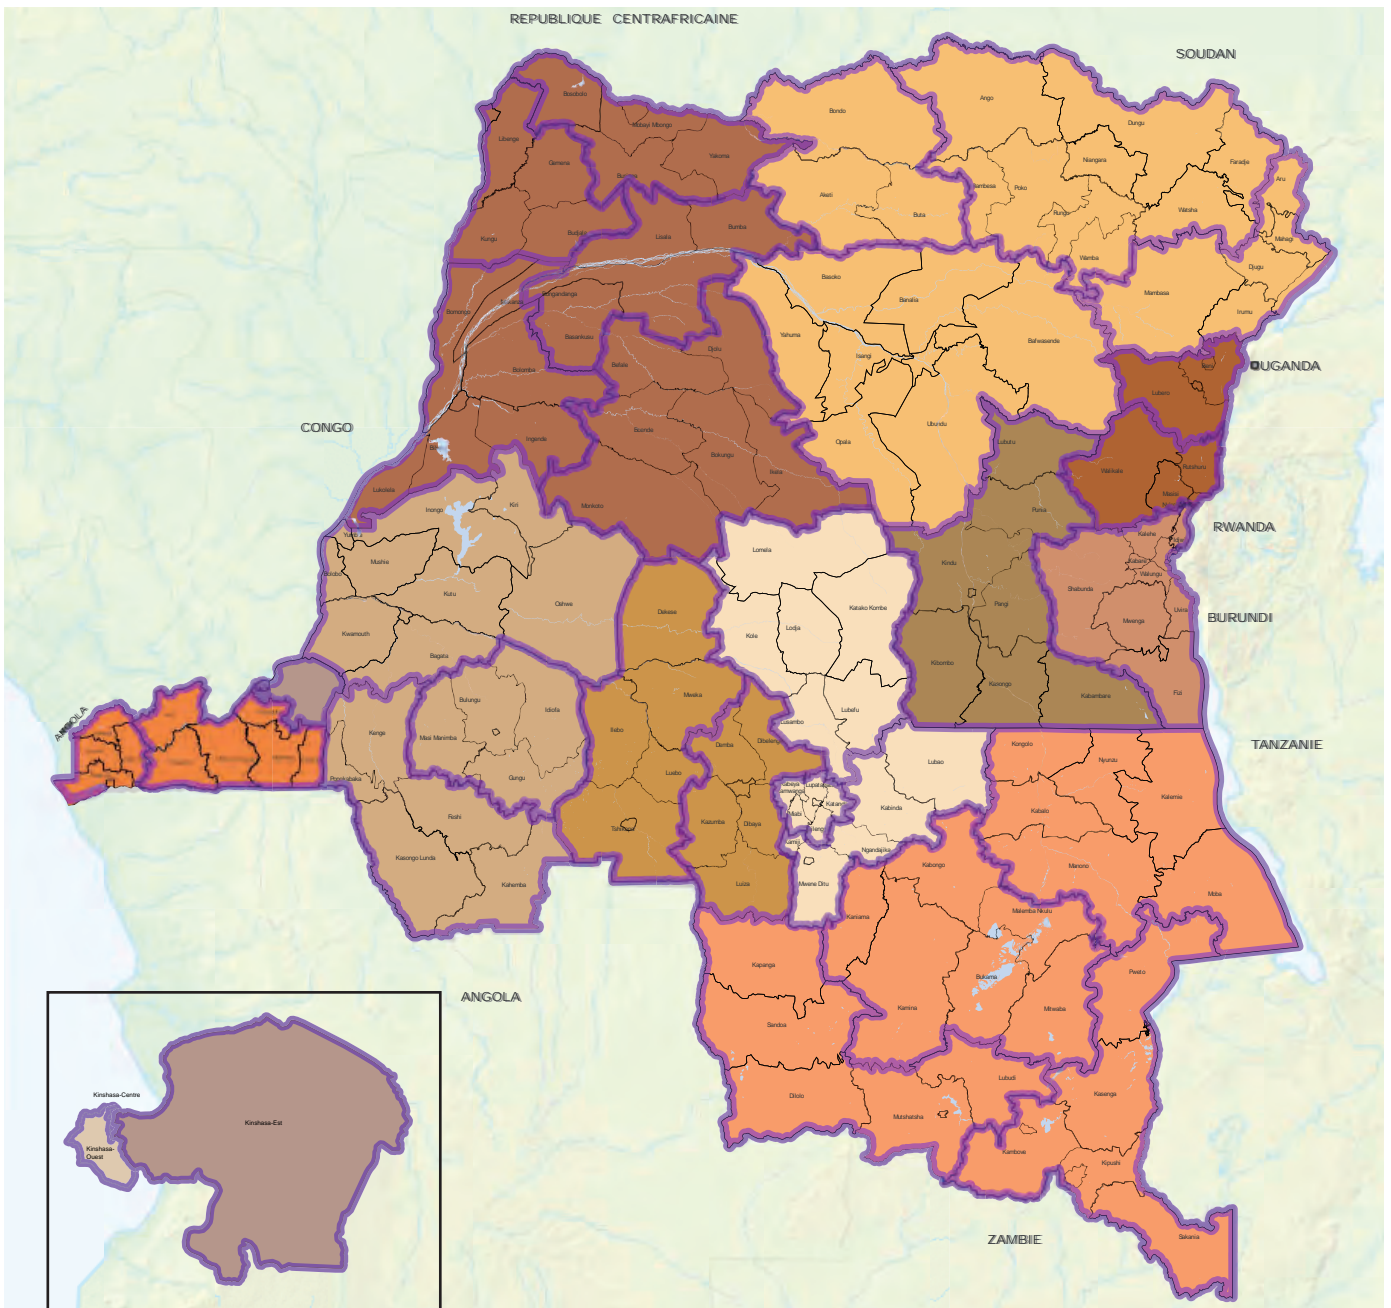 REPUBLIQUE CENTRAFRICAINE
SOUDAN
Bosobolo
Ango
Bondo
Mobayi Mbongo
Dungu
Libenge
Yakoma
Niangara
Faradje
Gemena
Aru
Poko
Aketi
Buta
Rungu
Watsha
Kungu
Budjala
Lisala
Bumba
Mahagi
Wamba
Djugu
Basoko
Mambasa
Bongandanga
Banalia
Bomongo
Irumu
Basankusu
Yahuma
Isangi
Bafwasende
Djolu
Befale
UGANDA
Bolomba
Lubero
CONGO
Ubundu
Boende
Ingende
Opala
Lubutu
Bokungu
Ikela
Walikale
Rutshuru
Lukolela
Masisi
Inongo
Kiri
Monkoto
Punia
RWANDA
Kalehe
Lomela
Mushie
Kindu
Bolobo
Kabare
Walungu
Kutu
Oshwe
Shabunda
Dekese
Katako Kombe
Pangi
Uvira
BURUNDI
Mwenga
Lodja
Kwamouth
Kole
Bagata
Kibombo
Kasongo
Kabambare
Fizi
Mweka
Bulungu
Idiofa
Lubefu
ANGOLA
Lusambo
Ilebo
Kenge
Masi Manimba
Demba
Dibelenge
Kongolo
TANZANIE
Nyunzu
Lubao
Luebo
Popokabaka
Gungu
Kalemie
Kabinda
Kabalo
Feshi
Kazumba
Dibaya
Tshikapa
Ngandajika
Kasongo Lunda
Kabongo
Manono
Kahemba
Luiza
Mwene Ditu
Moba
Malemba Nkulu
Kaniama
Kapanga
Pweto
Bukama
ANGOLA
Kamina
Mitwaba
Sandoa
Lubudi
Dilolo
Kasenga
Kinshasa-Centre
Mutshatsha
Kinshasa-Est
Kinshasa-
Ouest
Kambove
Kipushi
Sakania
ZAMBIE